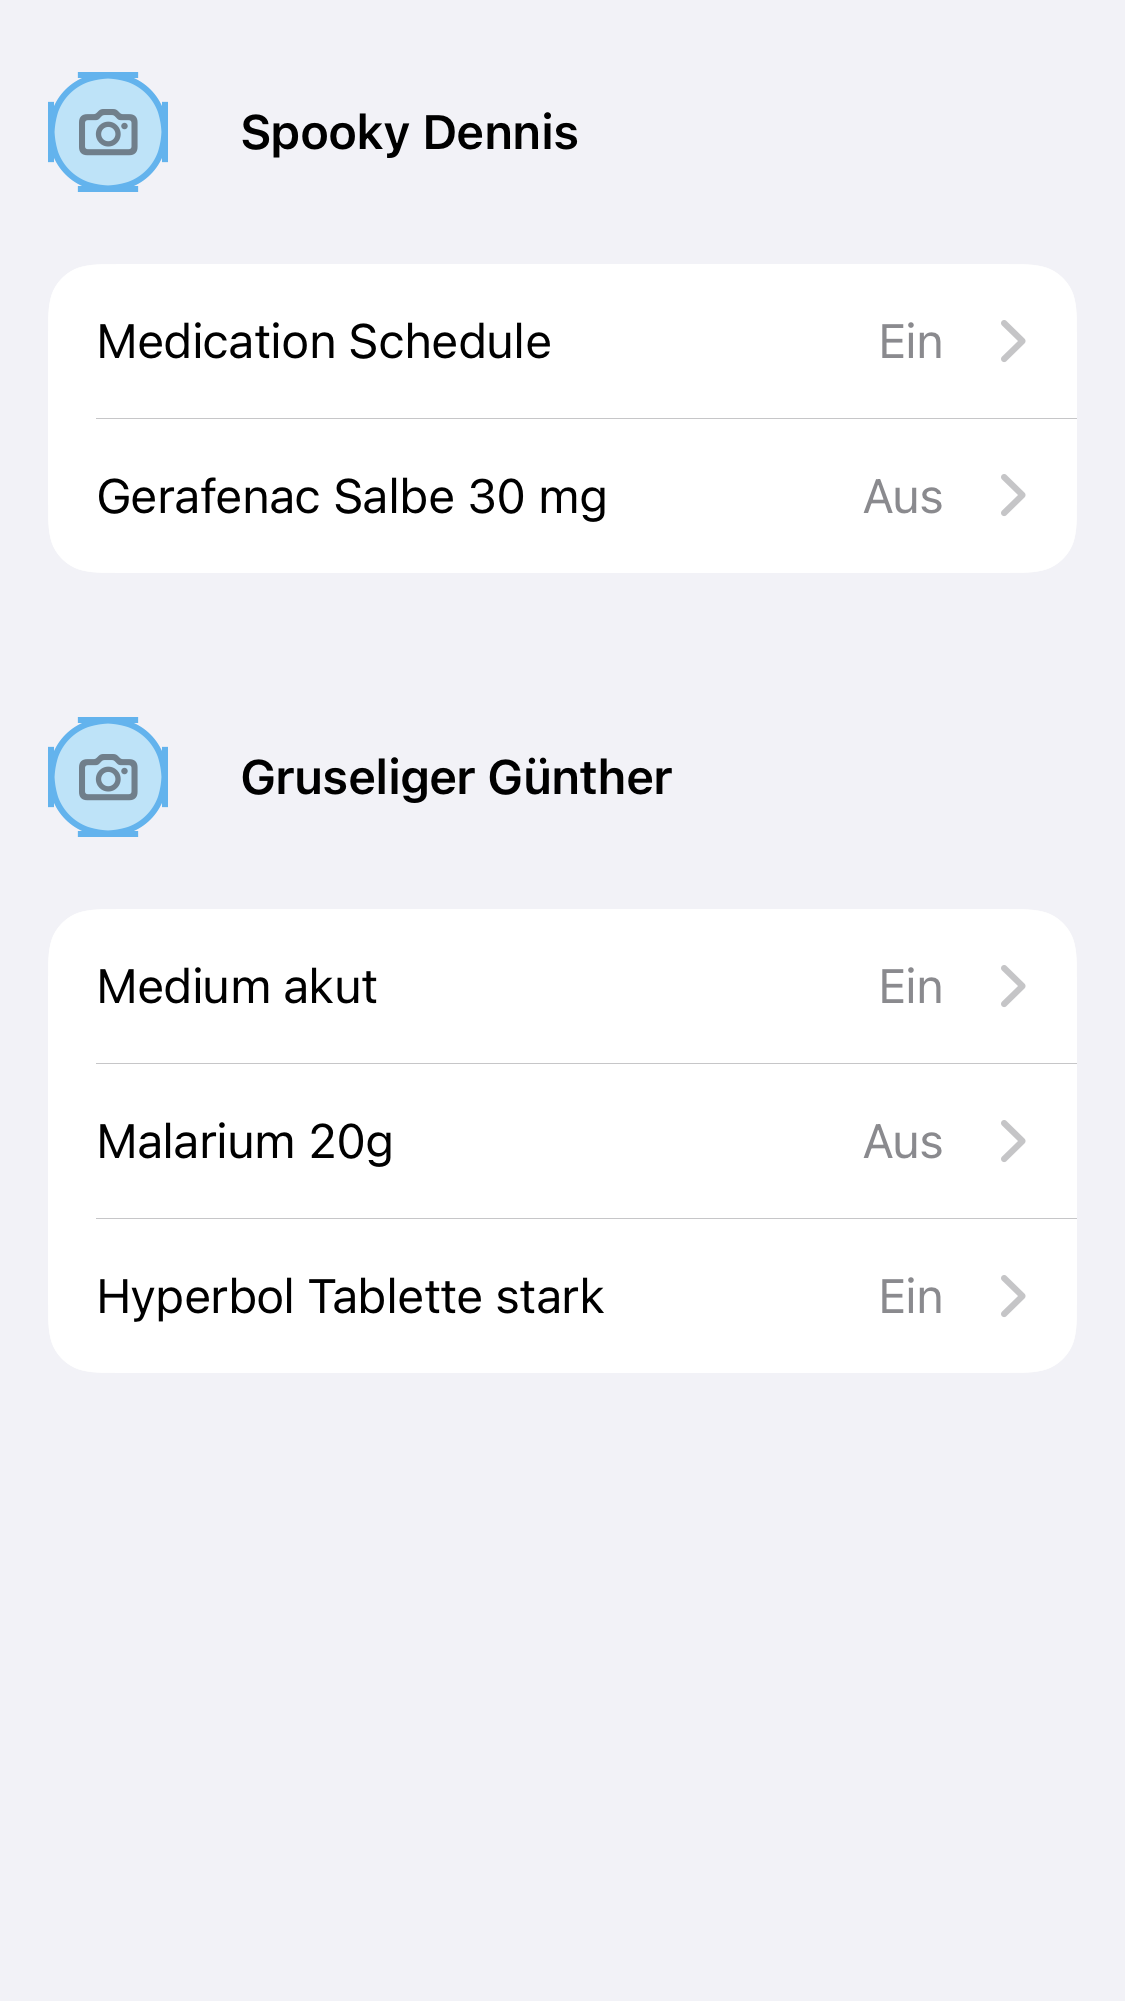 Spooky Dennis
Medication Schedule Ein
Gerafenac Salbe 30 mg Aus
Gruseliger Günther
Medium akut Ein
Malarium 20g Aus
Hyperbol Tablette stark Ein